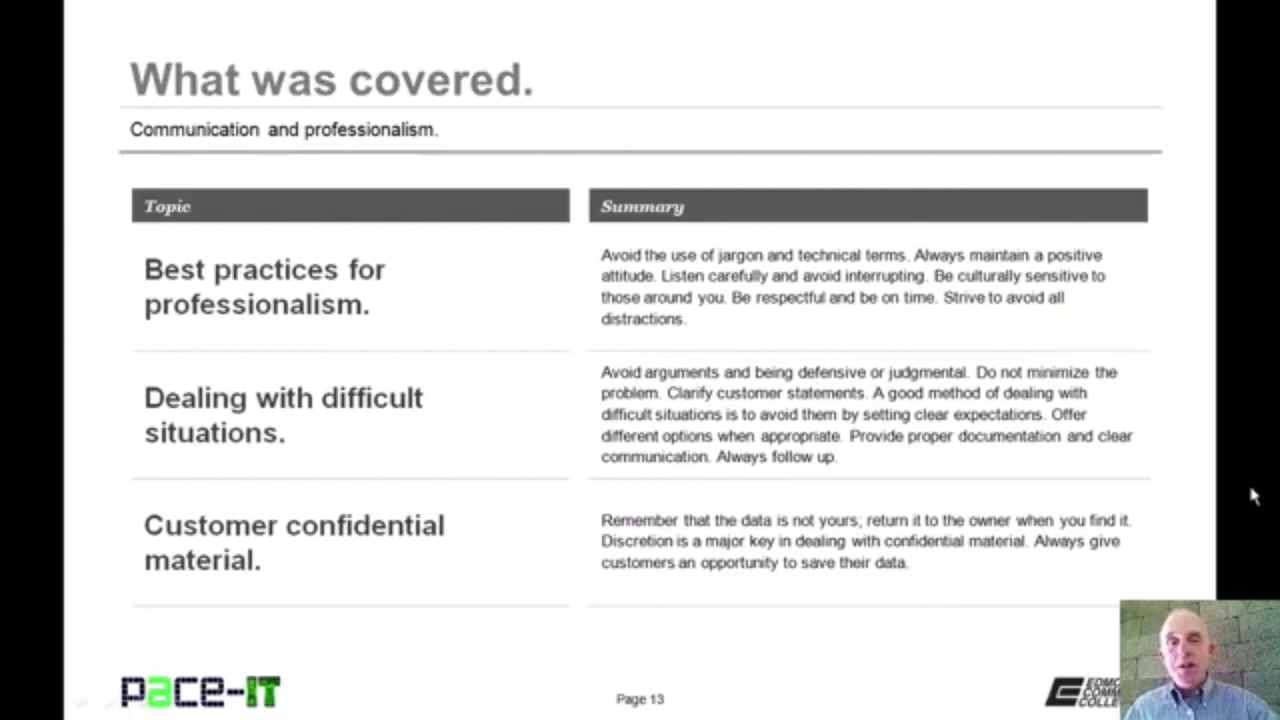 What was covered.
Communication and professionalism.
Topic
Summary
Best practices for
professionalism.
Avoid the use of jargon and technical terms. Always maintain a positive
attitude. Listen carefully and avoid interrupting. Be culturally sensitive to
those around you. Be respectful and be on time. Strive to avoid all
distractions.
Dealing with difficult
situations.
Avoid arguments and being defensive or judgmental. Do not minimize the
problem. Clarify customer statements. A good method of dealing with
difficult situations is to avoid them by setting clear expectations. Offer
different options when appropriate. Provide proper documentation and clear
communication. Always follow up.
Customer confidential
material.
Remember that the data is not yours; return it to the owner when you find it.
Discretion is a major key in dealing with confidential material. Always give
customers an opportunity to save their data.
pace-IT
Page 13